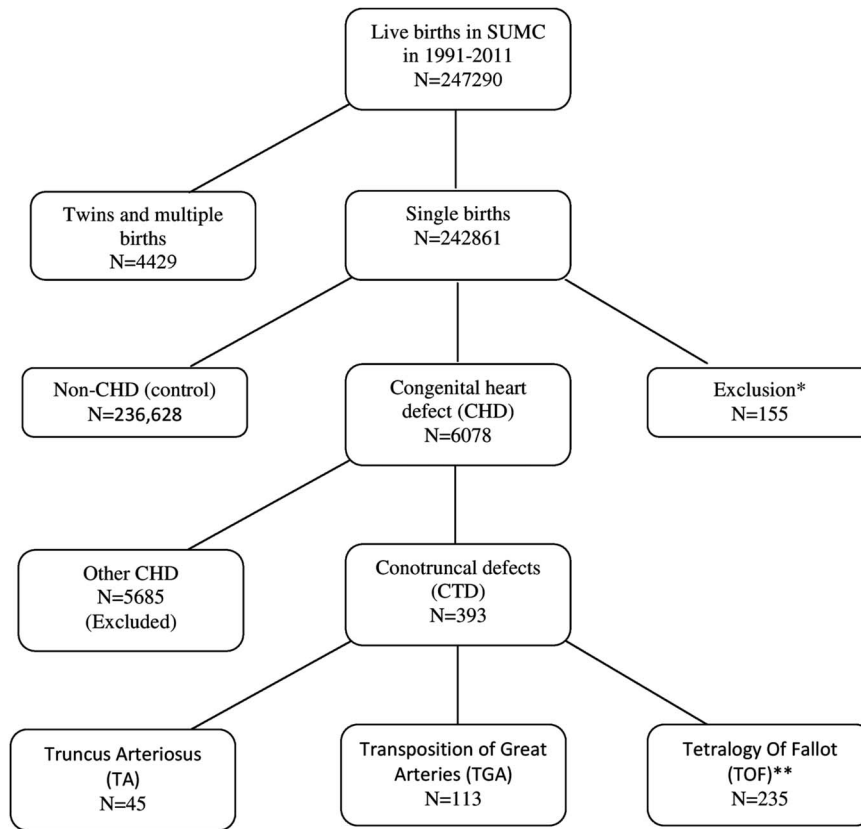 Live births in SUMC
in 1991-2011
N=247290
Twins and multiple
births
N=4429
Single births
N=242861
Non-CHD (control)
N=236,628
Congenital heart
defect (CHD)
N=6078
Exclusion*
N=155
Other CHD
N=5685
(Excluded)
Conotruncal defects
(CTD)
N=393
Truncus Arteriosus
(TA)
N=45
Transposition of Great
Arteries (TGA)
N=113
Tetralogy Of Fallot
(TOF)**
N=235